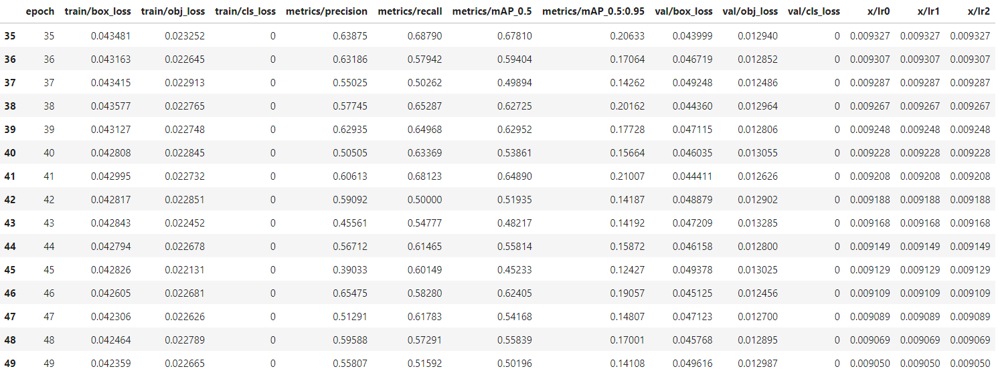 epoch train/box_loss train/obj_loss train/cls_loss metrics/precision metrics/recall metrics/mAP_0.5 metrics/mAP_0.5:0.95 val/box_loss val/obj_loss val/cls_loss x/lr0 x/lr1 x/lr2
35 35 0.043481 0.023252 0 0.63875 0.68790 0.67810 0.20633 0.043999 0.012940 0 0.009327 0.009327 0.009327
36 36 0.043163 0.022645 0 0.63186 0.57942 0.59404 0.17064 0.046719 0.012852 0 0.009307 0.009307 0.009307
37 37 0.043415 0.022913 0 0.55025 0.50262 0.49894 0.14262 0.049248 0.012486 0 0.009287 0.009287 0.009287
38 38 0.043577 0.022765 0 0.57745 0.65287 0.62725 0.20162 0.044360 0.012964 0 0.009267 0.009267 0.009267
39 39 0.043127 0.022748 0 0.62935 0.64968 0.62952 0.17728 0.047115 0.012806 0 0.009248 0.009248 0.009248
40 40 0.042808 0.022845 0 0.50505 0.63369 0.53861 0.15664 0.046035 0.013055 0 0.009228 0.009228 0.009228
41 41 0.042995 0.022732 0 0.60613 0.68123 0.64890 0.21007 0.044411 0.012626 0 0.009208 0.009208 0.009208
42 42 0.042817 0.022851 0 0.59092 0.50000 0.51935 0.14187 0.048879 0.012902 0 0.009188 0.009188 0.009188
43 43 0.042843 0.022452 0 0.45561 0.54777 0.48217 0.14192 0.047209 0.013285 0 0.009168 0.009168 0.009168
44 44 0.042794 0.022678 0 0.56712 0.61465 0.55814 0.15872 0.046158 0.012800 0 0.009149 0.009149 0.009149
45 45 0.042826 0.022131 0 0.39033 0.60149 0.45233 0.12427 0.049378 0.013025 0 0.009129 0.009129 0.009129
46 46 0.042605 0.022681 0 0.65475 0.58280 0.62405 0.19057 0.045125 0.012456 0 0.009109 0.009109 0.009109
47 47 0.042306 0.022626 0 0.51291 0.61783 0.54168 0.14807 0.047123 0.012700 0 0.009089 0.009089 0.009089
48 48 0.042464 0.022789 0 0.59588 0.57291 0.55839 0.17001 0.045768 0.012895 0 0.009069 0.009069 0.009069
49 49 0.042359 0.022665 0 0.55807 0.51592 0.50196 0.14108 0.049616 0.012987 0 0.009050 0.009050 0.009050